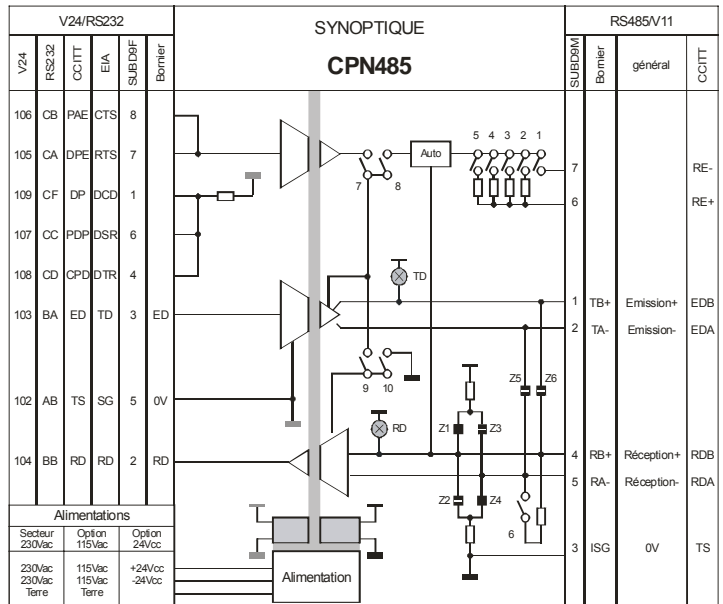 V24/RS232
SYNOPTIQUE
CPN485
RS485/V11
V24 RS232 CCITT EIA SUBD9F Bornier
SUBD9M Bornier général CCITT
106 CB PAE CTS 8
105 CA DPE RTS 7
109 CF DP DCD 1
107 CC PDP DSR 6
108 CD CPD DTR 4
103 BA ED TD 3 ED
102 AB TS SG 5 0V
104 BB RD RD 2 RD
Auto
5 4 3 2 1
7 8
TD
9 10
RD
Z5 Z6
Z1 Z3
Z2 Z4
6
7 RE-
6 RE+
1 TB+ Emission+ EDB
2 TA- Emission- EDA
4 RB+ Réception+ RDB
5 RA- Réception- RDA
3 ISG 0V TS
Alimentations
Secteur Option Option
230Vac 115Vac 24Vcc
230Vac 115Vac +24Vcc
230Vac 115Vac -24Vcc
Terre Terre
Alimentation